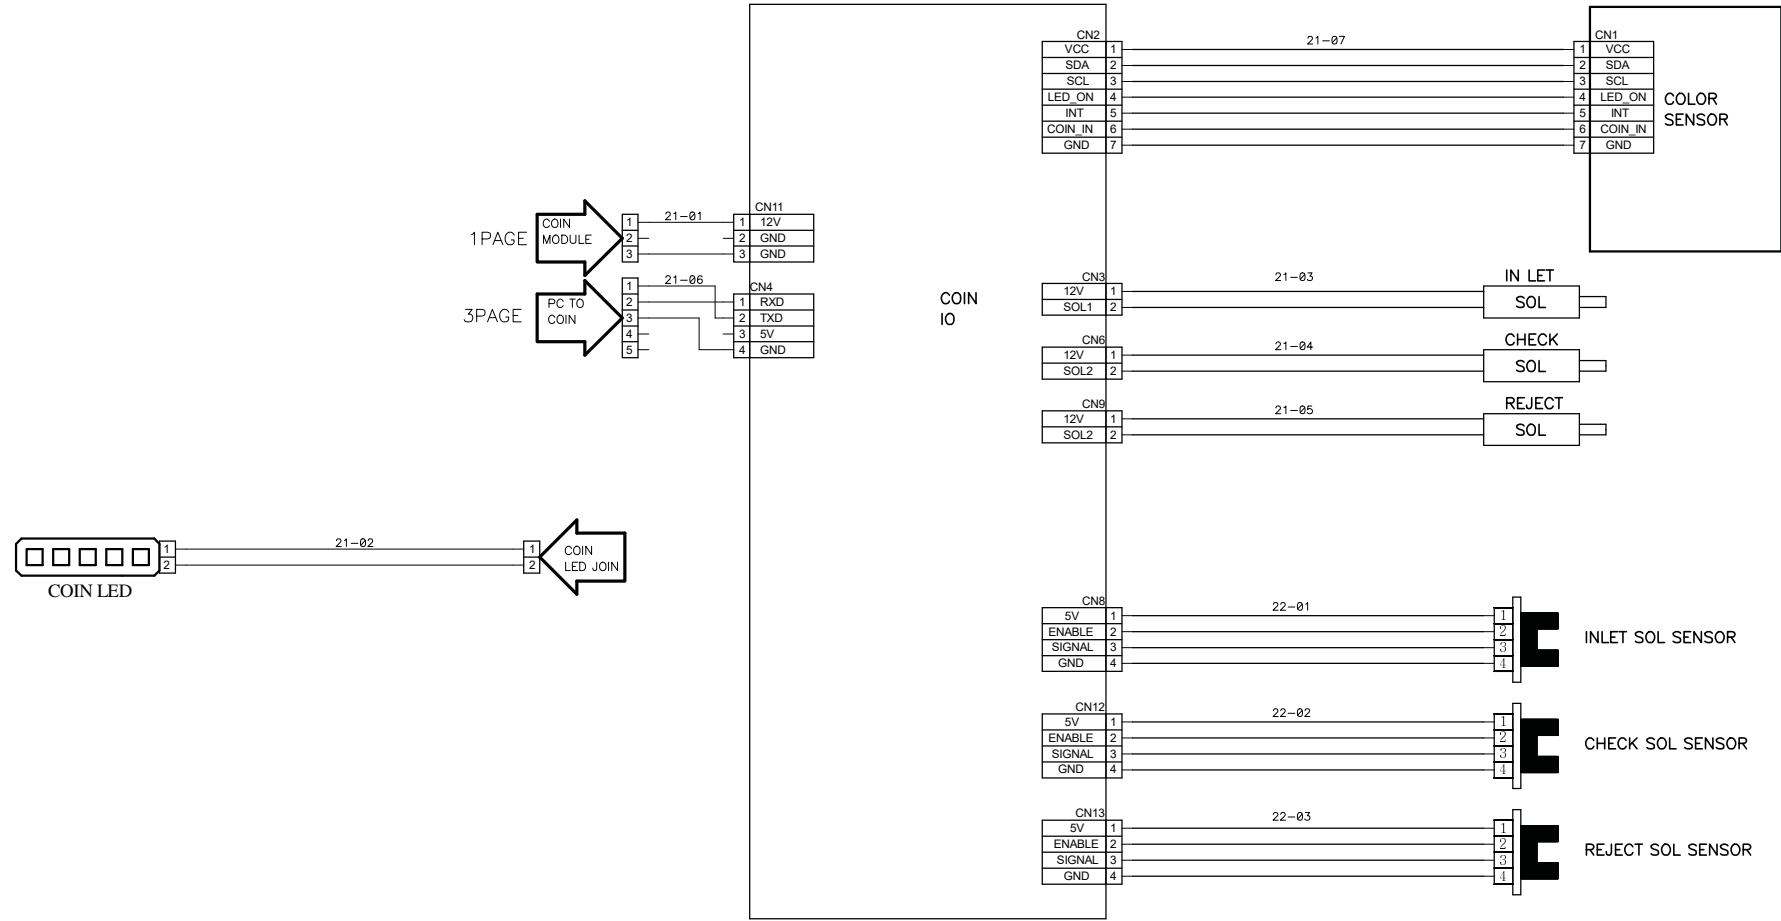 CN2
21-07
CN1
VCC 1
1 VCC
SDA 2
2 SDA
SCL 3
3 SCL
LED_ON 4
4 LED_ON
INT 5
5 INT
COIN_IN 6
6 COIN_IN
GND 7
7 GND
COLOR
SENSOR
1PAGE
COIN
MODULE
1
2
3
21-01
CN11
1 12V
2 GND
3 GND
3PAGE
PC TO
COIN
1
2
3
4
5
21-06
CN4
1 RXD
2 TXD
3 5V
4 GND
COIN
IO
CN3
12V 1
SOL1 2
21-03
IN LET
SOL
CN6
12V 1
SOL2 2
21-04
CHECK
SOL
CN9
12V 1
SOL2 2
21-05
REJECT
SOL
COIN LED
1
2
21-02
1
2
COIN
LED JOIN
CN8
5V 1
ENABLE 2
SIGNAL 3
GND 4
22-01
1
2
3
4
INLET SOL SENSOR
CN12
5V 1
ENABLE 2
SIGNAL 3
GND 4
22-02
1
2
3
4
CHECK SOL SENSOR
CN13
5V 1
ENABLE 2
SIGNAL 3
GND 4
22-03
1
2
3
4
REJECT SOL SENSOR